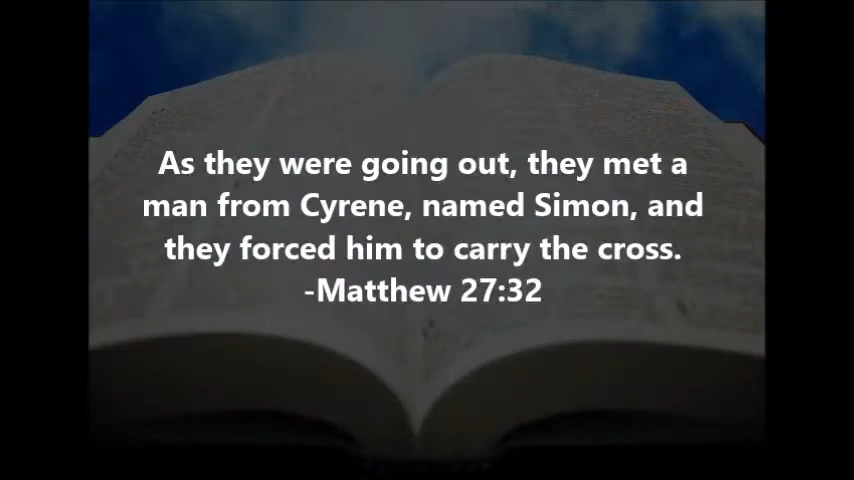 As they were going out, they met a
man from Cyrene, named Simon, and
they forced him to carry the cross.
-Matthew 27:32